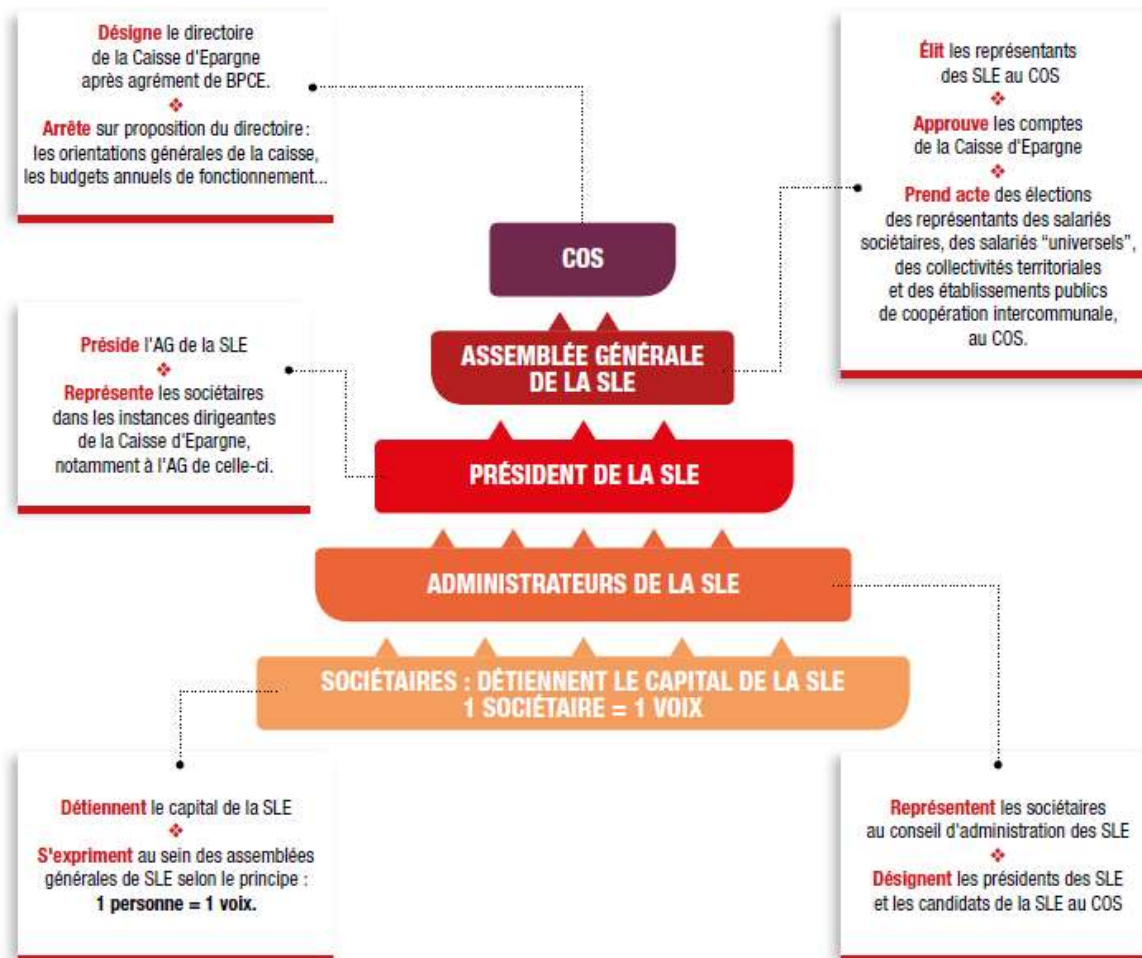 Désigne le directoire
de la Caisse d'Epargne
après agrément de BPCE.
❖
Arrête sur proposition du directoire :
les orientations générales de la caisse,
les budgets annuels de fonctionnement...
Élit les représentants
des SLE au COS
❖
Approuve les comptes
de la Caisse d'Epargne
❖
Prend acte des élections
des représentants des salariés
sociétaires, des salariés “universels”,
des collectivités territoriales
et des établissements publics
de coopération intercommunale,
au COS.
COS
ASSEMBLÉE GÉNÉRALE
DE LA SLE
Préside l'AG de la SLE
❖
Représente les sociétaires
dans les instances dirigeantes
de la Caisse d'Epargne,
notamment à l'AG de celle-ci.
PRÉSIDENT DE LA SLE
ADMINISTRATEURS DE LA SLE
SOCIÉTAIRES : DÉTIENNENT LE CAPITAL DE LA SLE
1 SOCIÉTAIRE = 1 VOIX
Détiennent le capital de la SLE
❖
S'expriment au sein des assemblées
générales de SLE selon le principe :
1 personne = 1 voix.
Représentent les sociétaires
au conseil d'administration des SLE
❖
Désignent les présidents des SLE
et les candidats de la SLE au COS